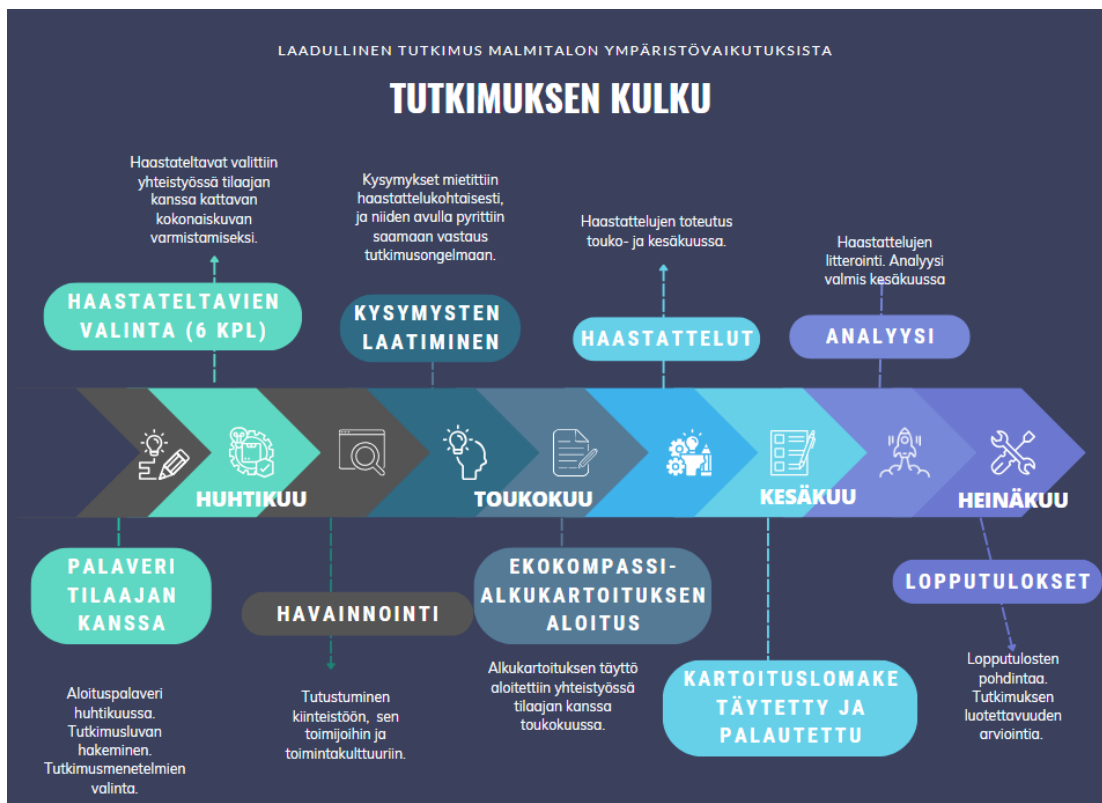 LAADULLINEN TUTKIMUS MALMITALON YMPÄRISTÖVAIKUTUKSISTA
TUTKIMUKSEN KULKU
Haastateltavat valittiin
yhteistyössä tilaajan
kanssa kattavan
kokonaiskuvan
varmistamiseksi.
Kysymykset mietittiin
haastattelukohtaisesti,
ja niiden avulla pyrittiin
saamaan vastaus
tutkimusongelmaan.
Haastattelujen toteutus
touko- ja kesäkuussa.
Haastattelujen
litterointi. Analyysi
valmis kesäkuussa
HAASTATELTAVIEN
VALINTA (6 KPL)
KYSYMYSTEN
LAATIMINEN
HAASTATTELUT
ANALYYSI
HUHTIKUU
TOUKOKUU
KESÄKUU
HEINÄKUU
PALAVERI
TILAAJAN
KANSSA
HAVAINNOINTI
EKOKOMPASSI-
ALKUKARTOITUKSEN
ALOITUS
KARTOITUSLOMAKE
TÄYTETTY JA
PALAUTETTU
LOPPUTULOKSET
Aloituspalaveri
huhtikuussa.
Tutkimusluvan
hakeminen.
Tutkimusmenetelmien
valinta.
Tutustuminen
kiinteistöön, sen
toimijoihin ja
toimintakulttuuriin.
Alkukartoituksen täyttö
aloitettiin yhteistyössä
tilaajan kanssa
toukokuussa.
Lopputulosten
pohdintaa.
Tutkimuksen
luotettavuuden
arviointia.